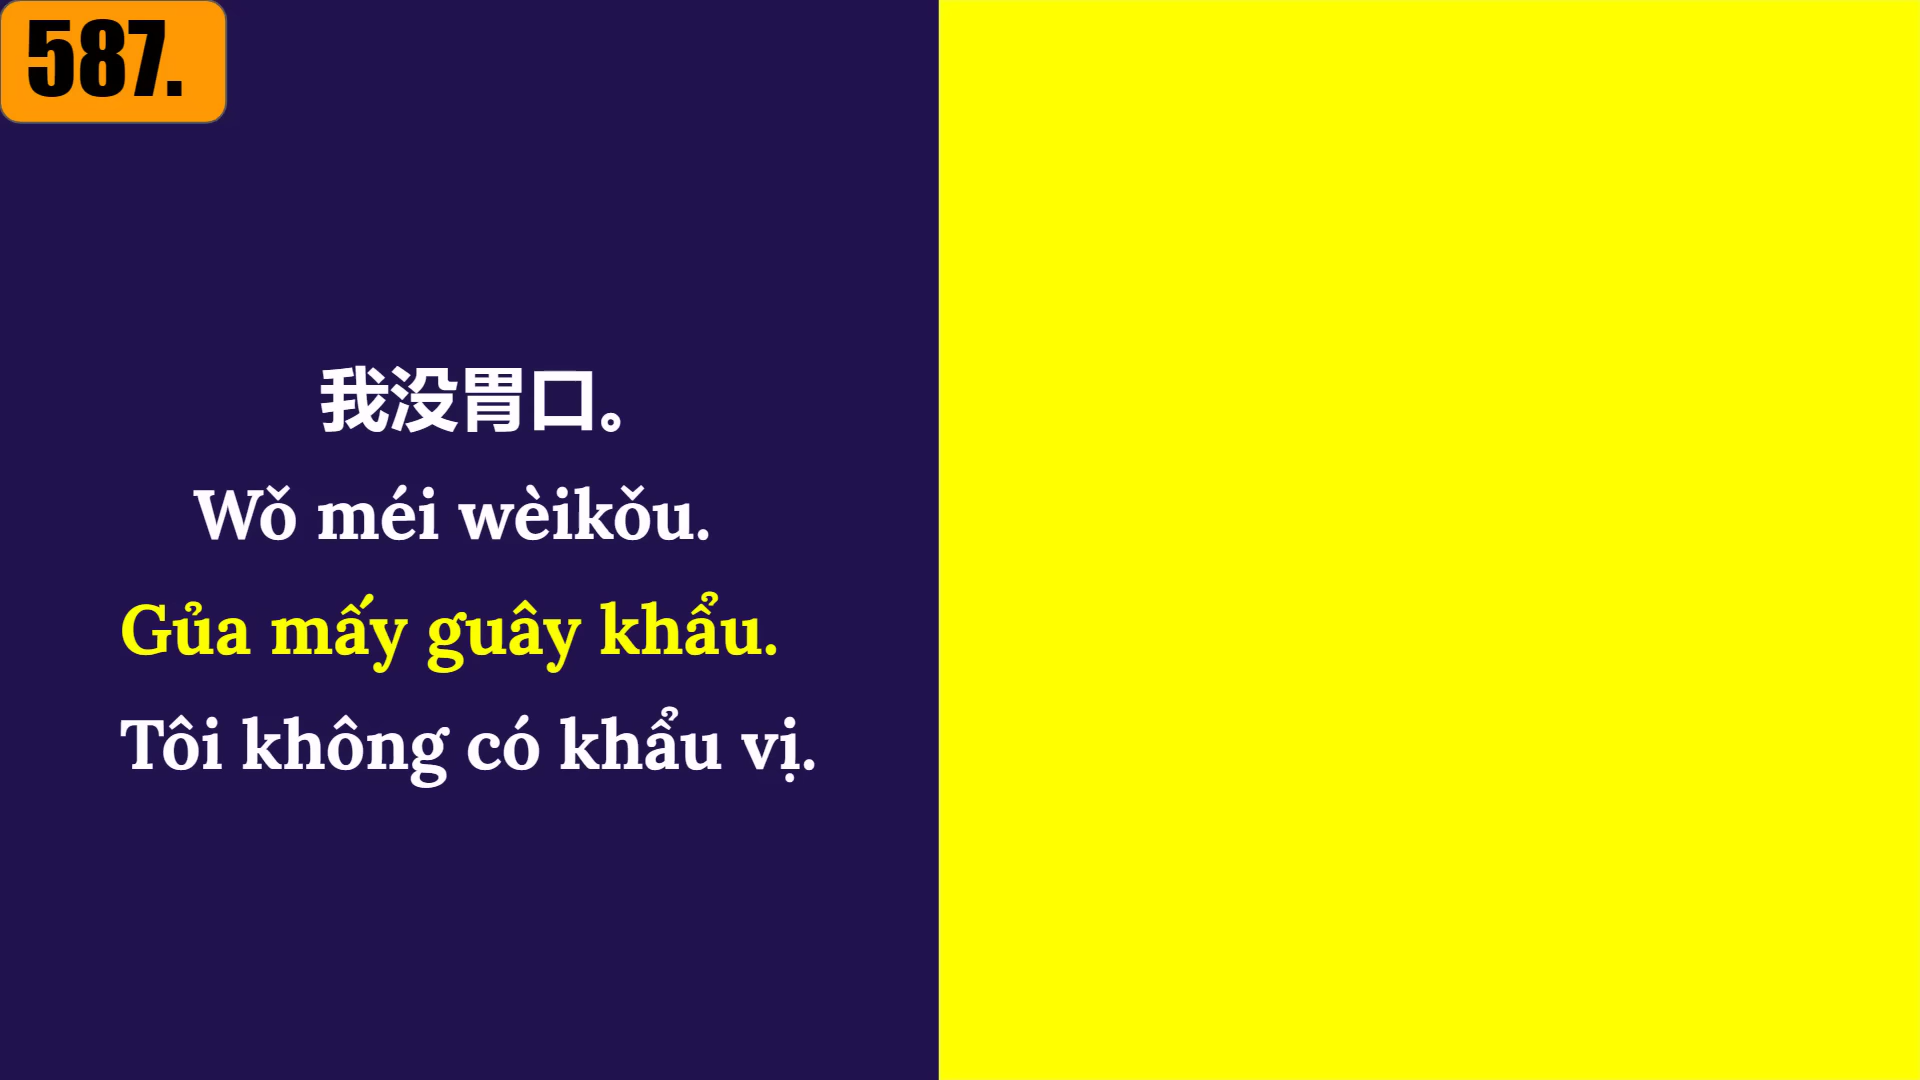 587.
我没胃口。
Wǒ méi wèikǒu.
Gủa mấy guây khẩu.
Tôi không có khẩu vị.